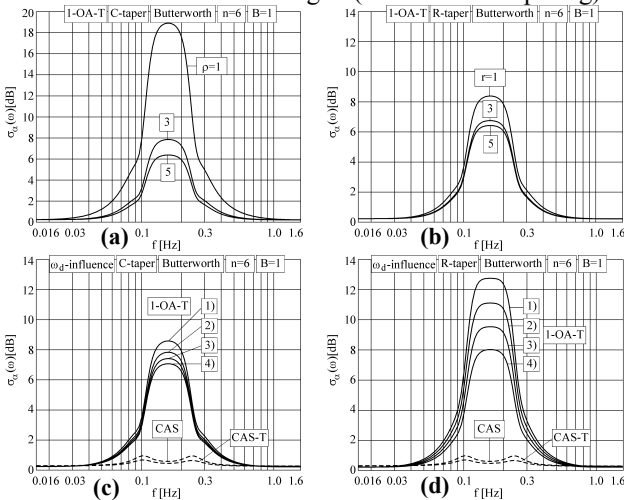 1-OA-T C-taper Butterworth n=6 B=1
20
18
16
14
12
10
8
6
4
2
0
σα(ω)[dB]
ρ=1
3
5
0.016 0.03 0.1 0.3 1.0 1.6
(a) f [Hz]
1-OA-T R-taper Butterworth n=6 B=1
14
12
10
8
6
4
2
0
σα(ω)[dB]
r=1
3
5
0.016 0.03 0.1 0.3 1.0 1.6
(b) f [Hz]
ωd-influence C-taper Butterworth n=6 B=1
14
12
10
8
6
4
2
0
σα(ω)[dB]
1-OA-T
1)
2)
3)
4)
CAS
CAS-T
0.016 0.03 0.1 0.3 1.0 1.6
(c) f [Hz]
ωd-influence R-taper Butterworth n=6 B=1
14
12
10
8
6
4
2
0
σα(ω)[dB]
1)
2)
1-OA-T
3)
4)
CAS
CAS-T
0.016 0.03 0.1 0.3 1.0 1.6
(d) f [Hz]